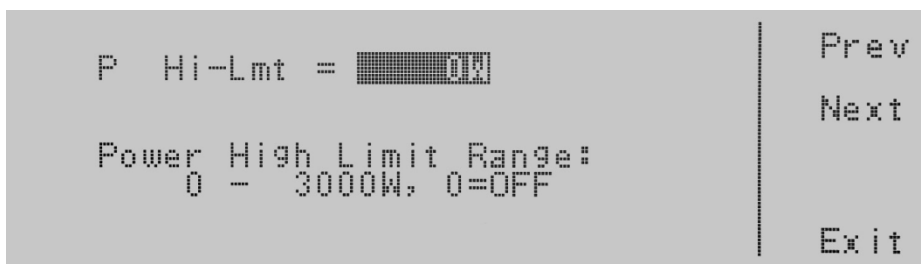 P Hi-Lmt = 0W
Power High Limit Range:
0 - 3000W, 0=OFF
Prev
Next
Exit